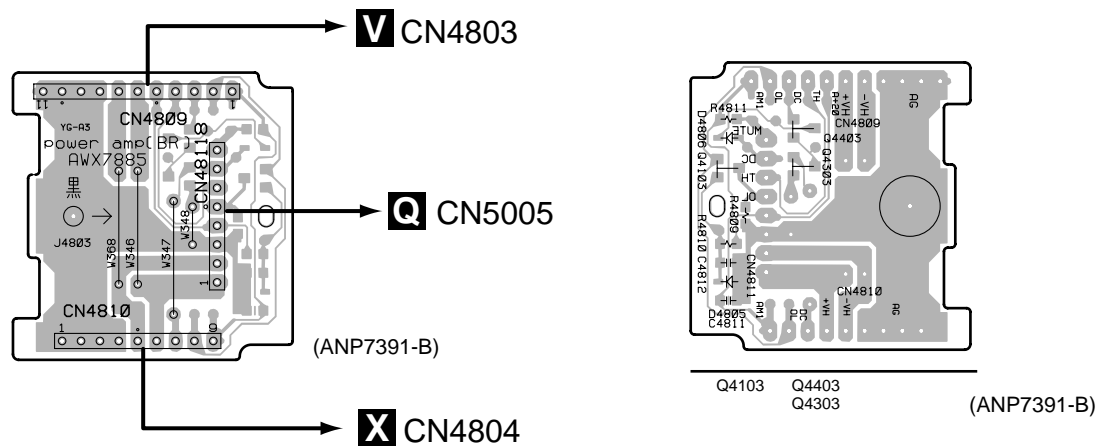 V CN4803
11
1
CN4809
YG-A3
power amp(BR)
AWX7885
CN4811 8
黒
J4803
W368
W346
W347
W348
Q CN5005
1
CN4810
1
9
(ANP7391-B)
X CN4804
AM1
OL
DC
TH
A+20
+VH
-VH
AG
R4811
CN4809
D4806
MUTE
Q4403
Q4103
DC
Q4303
TH
OL
R4809
R4810
C4812
CN4811
CN4810
AM1
OL
DC
+VH
-VH
AG
D4805
C4811
Q4103 Q4403
Q4303
(ANP7391-B)